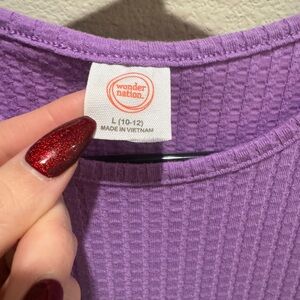 wonder
nation.
L (10-12)
MADE IN VIETNAM